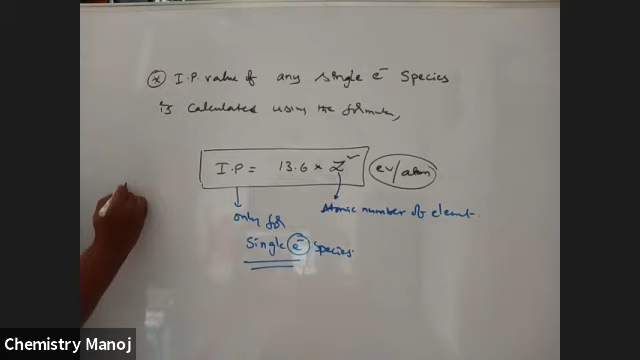 * I.P. value of any single e⁻ species
is calculated using the formula,
I.P = 13.6 × Z² ev/atom
only for
single e⁻ species.
Atomic number of element.
Chemistry Manoj